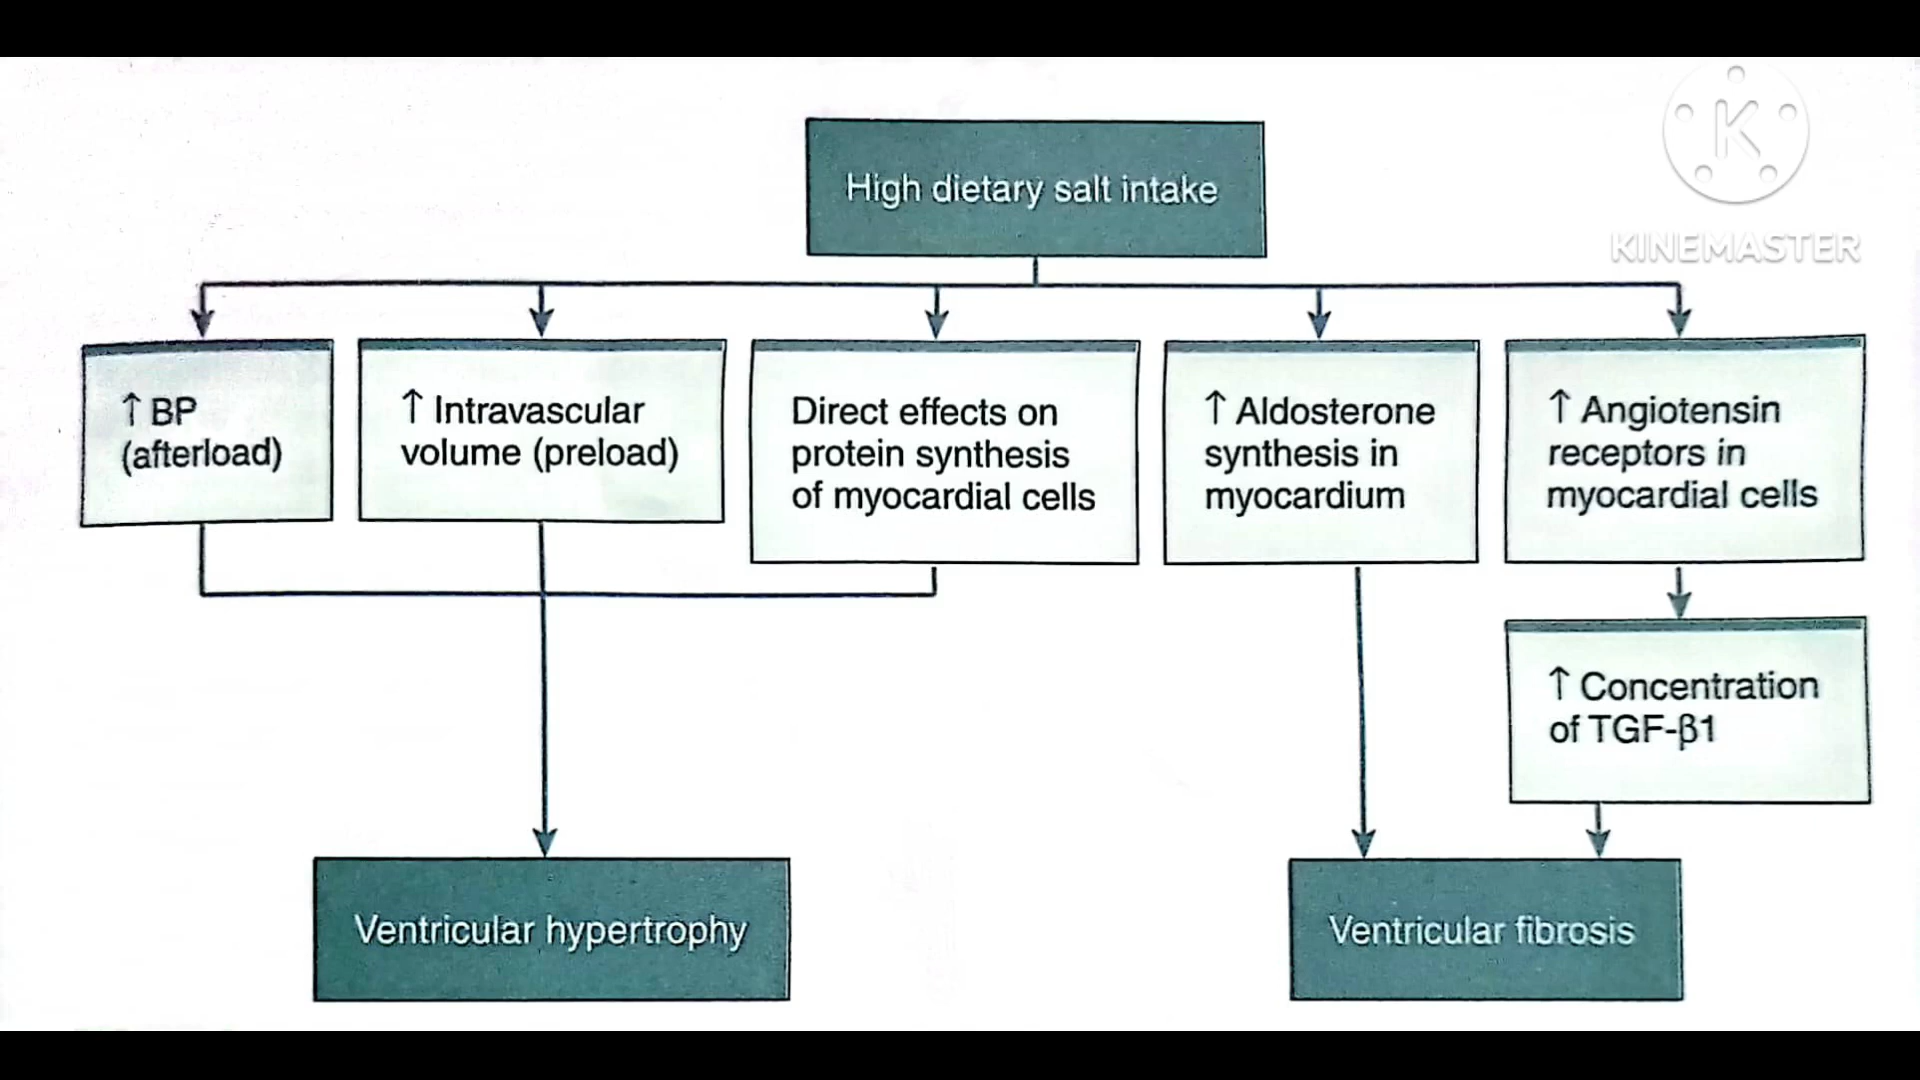 K
KINEMASTER
High dietary salt intake
↑ BP
(afterload)
↑ Intravascular
volume (preload)
Direct effects on
protein synthesis
of myocardial cells
↑ Aldosterone
synthesis in
myocardium
↑ Angiotensin
receptors in
myocardial cells
↑ Concentration
of TGF-β1
Ventricular hypertrophy
Ventricular fibrosis